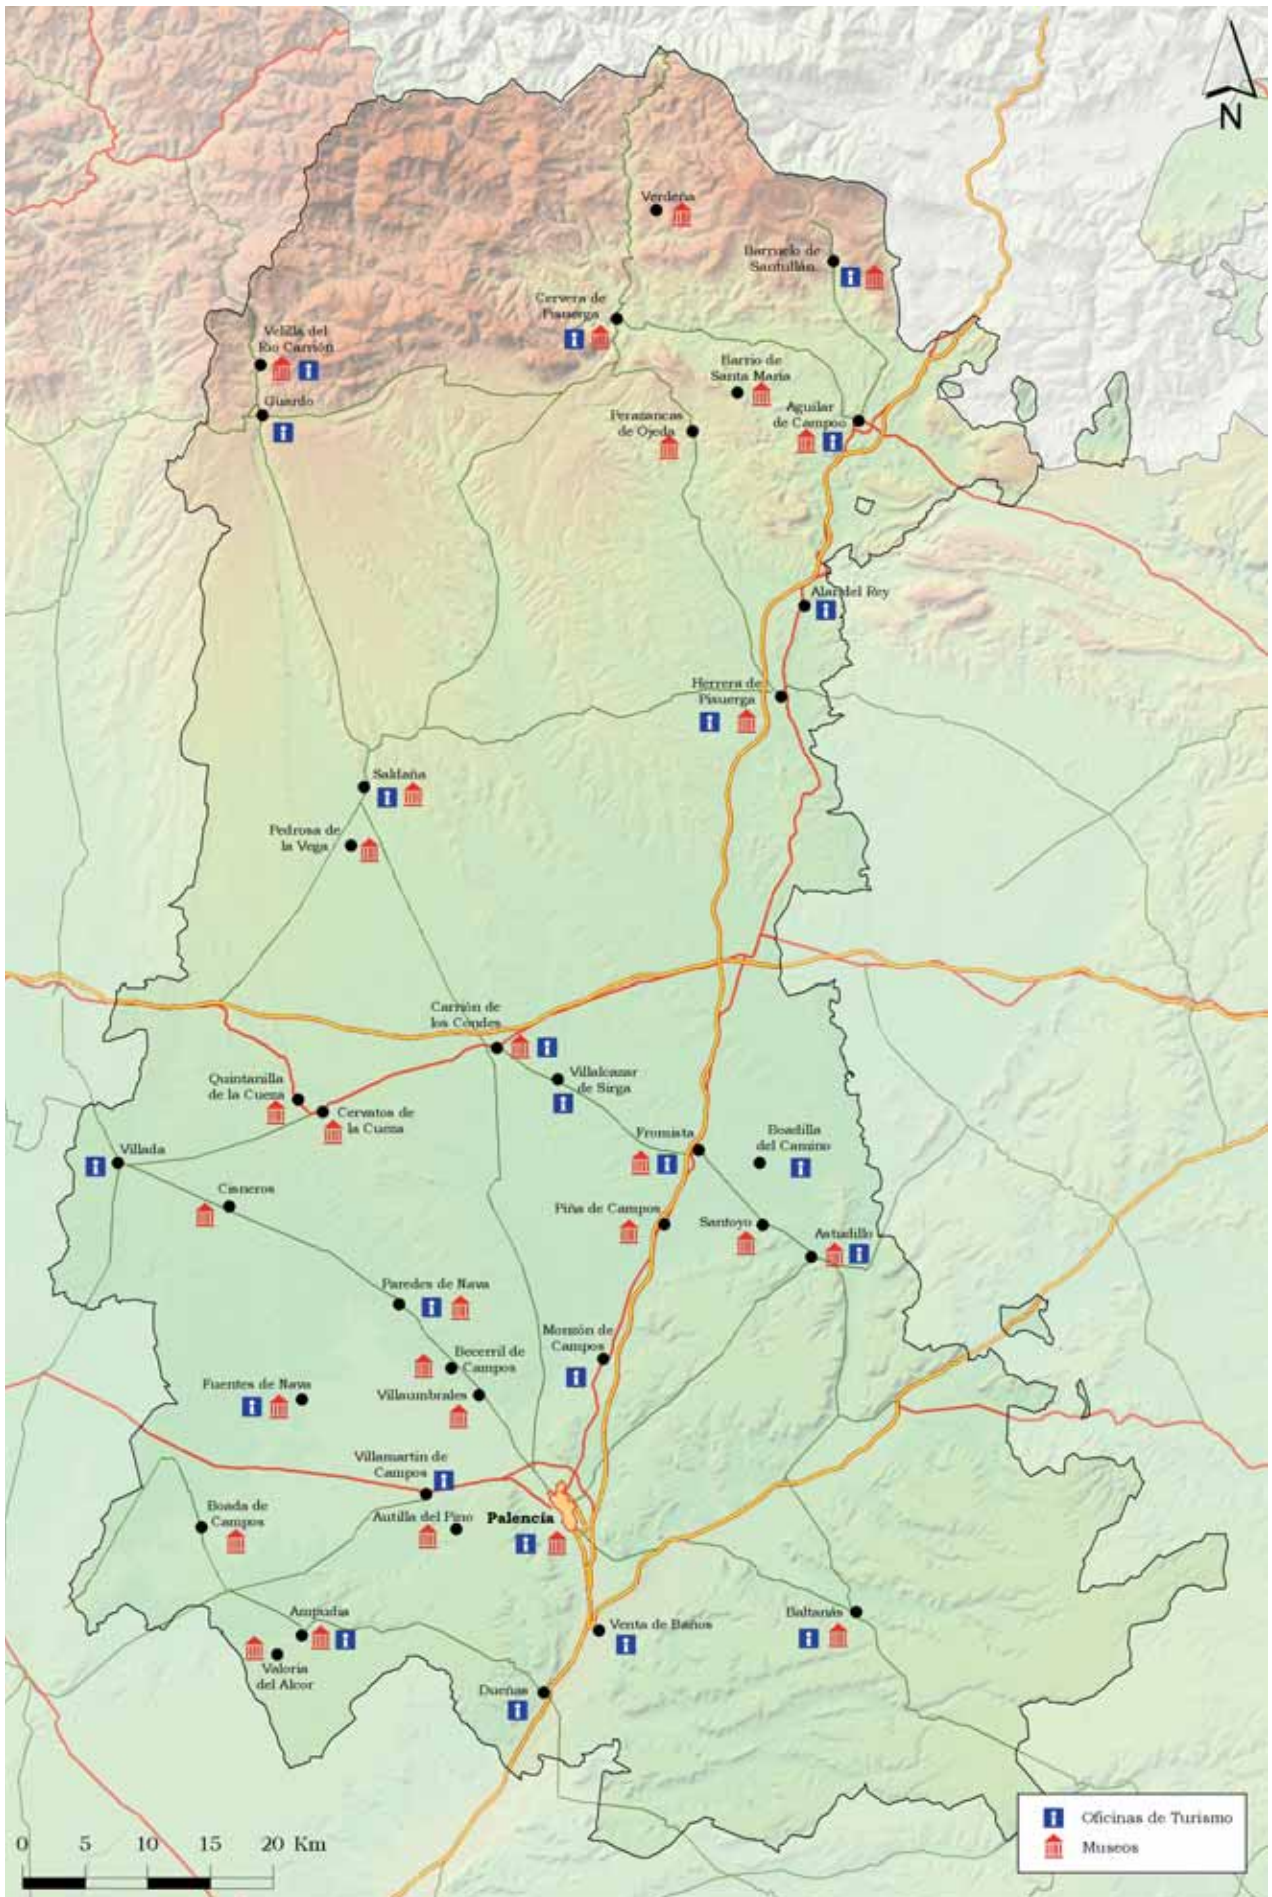 N
Verdeña
Barruelo de
Santullán
Cervera de
Pisuerga
Velilla del
Río Carrión
Barrio de
Santa María
Guardo
Aguilar
de Campoo
Perazancas
de Ojeda
Alar del Rey
Herrera de
Pisuerga
Saldaña
Pedrosa de
la Vega
Carrión de
los Condes
Villalcazar
de Sirga
Quintanilla
de la Cueza
Cervatos de
la Cueza
Fromista
Boadilla
del Camino
Villada
Cisneros
Piña de Campos
Santoyo
Astudillo
Paredes de Nava
Monzón de
Campos
Becerril de
Campos
Fuentes de Nava
Villaumbrales
Villamartín de
Campos
Boada de
Campos
Autilla del Pino
Palencia
Ampudia
Venta de Baños
Baltanás
Valoria
del Alcor
Dueñas
Oficinas de Turismo
Museos
0 5 10 15 20 Km